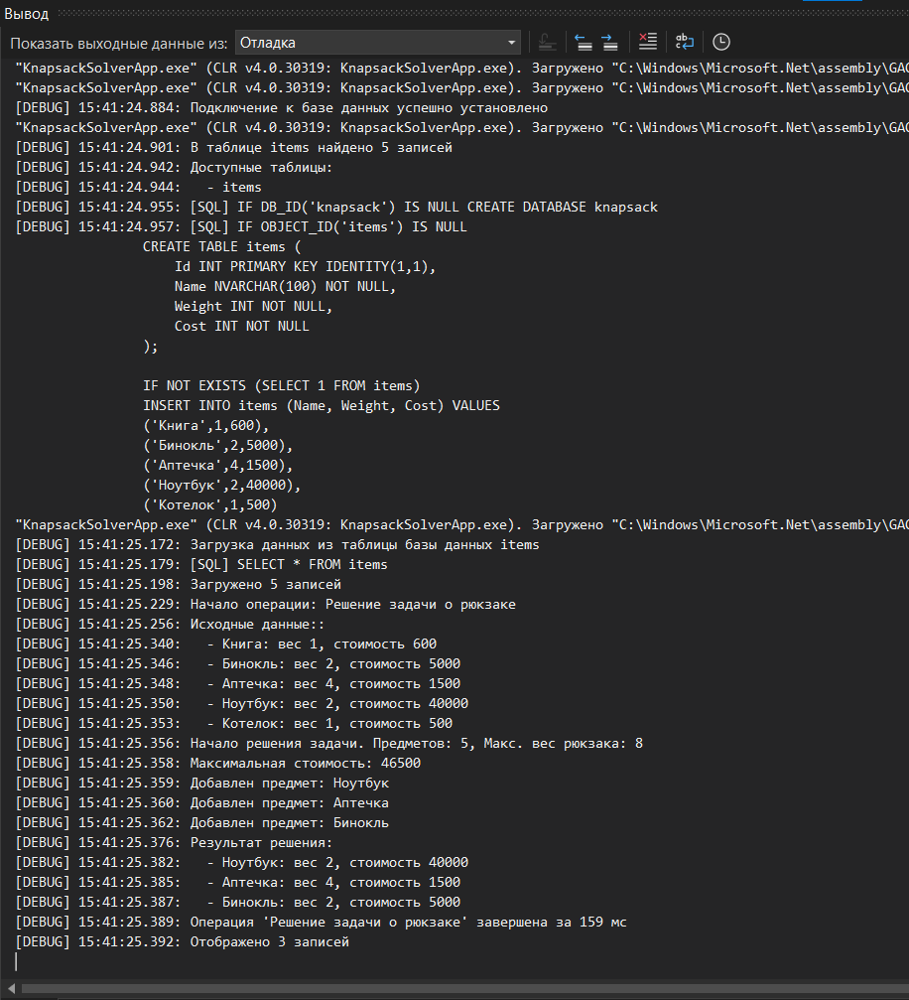 Вывод
Показать выходные данные из: Отладка
"KnapsackSolverApp.exe" (CLR v4.0.30319: KnapsackSolverApp.exe). Загружено "C:\Windows\Microsoft.Net\assembly\GAC
"KnapsackSolverApp.exe" (CLR v4.0.30319: KnapsackSolverApp.exe). Загружено "C:\Windows\Microsoft.Net\assembly\GAC
[DEBUG] 15:41:24.884: Подключение к базе данных успешно установлено
"KnapsackSolverApp.exe" (CLR v4.0.30319: KnapsackSolverApp.exe). Загружено "C:\Windows\Microsoft.Net\assembly\GAC
[DEBUG] 15:41:24.901: В таблице items найдено 5 записей
[DEBUG] 15:41:24.942: Доступные таблицы:
[DEBUG] 15:41:24.944:   - items
[DEBUG] 15:41:24.955: [SQL] IF DB_ID('knapsack') IS NULL CREATE DATABASE knapsack
[DEBUG] 15:41:24.957: [SQL] IF OBJECT_ID('items') IS NULL
CREATE TABLE items (
Id INT PRIMARY KEY IDENTITY(1,1),
Name NVARCHAR(100) NOT NULL,
Weight INT NOT NULL,
Cost INT NOT NULL
);
IF NOT EXISTS (SELECT 1 FROM items)
INSERT INTO items (Name, Weight, Cost) VALUES
('Книга',1,600),
('Бинокль',2,5000),
('Аптечка',4,1500),
('Ноутбук',2,40000),
('Котелок',1,500)
"KnapsackSolverApp.exe" (CLR v4.0.30319: KnapsackSolverApp.exe). Загружено "C:\Windows\Microsoft.Net\assembly\GAC
[DEBUG] 15:41:25.172: Загрузка данных из таблицы базы данных items
[DEBUG] 15:41:25.179: [SQL] SELECT * FROM items
[DEBUG] 15:41:25.198: Загружено 5 записей
[DEBUG] 15:41:25.229: Начало операции: Решение задачи о рюкзаке
[DEBUG] 15:41:25.256: Исходные данные::
[DEBUG] 15:41:25.340:   - Книга: вес 1, стоимость 600
[DEBUG] 15:41:25.346:   - Бинокль: вес 2, стоимость 5000
[DEBUG] 15:41:25.348:   - Аптечка: вес 4, стоимость 1500
[DEBUG] 15:41:25.350:   - Ноутбук: вес 2, стоимость 40000
[DEBUG] 15:41:25.353:   - Котелок: вес 1, стоимость 500
[DEBUG] 15:41:25.356: Начало решения задачи. Предметов: 5, Макс. вес рюкзака: 8
[DEBUG] 15:41:25.358: Максимальная стоимость: 46500
[DEBUG] 15:41:25.359: Добавлен предмет: Ноутбук
[DEBUG] 15:41:25.360: Добавлен предмет: Аптечка
[DEBUG] 15:41:25.362: Добавлен предмет: Бинокль
[DEBUG] 15:41:25.376: Результат решения:
[DEBUG] 15:41:25.382:   - Ноутбук: вес 2, стоимость 40000
[DEBUG] 15:41:25.385:   - Аптечка: вес 4, стоимость 1500
[DEBUG] 15:41:25.387:   - Бинокль: вес 2, стоимость 5000
[DEBUG] 15:41:25.389: Операция 'Решение задачи о рюкзаке' завершена за 159 мс
[DEBUG] 15:41:25.392: Отображено 3 записей